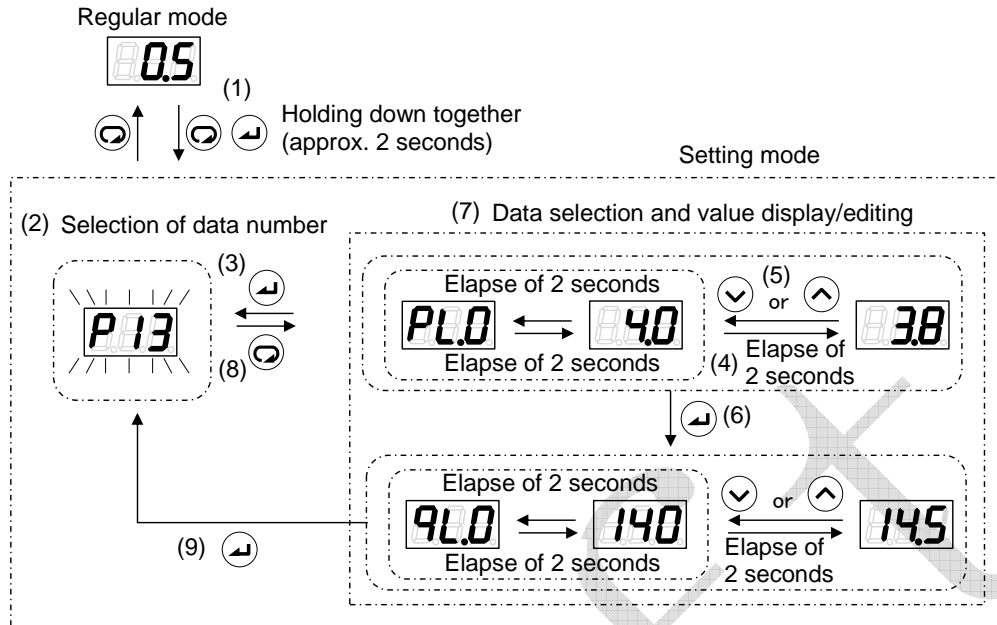 Regular mode
0.5
(1)
Holding down together
(approx. 2 seconds)
Setting mode
(2) Selection of data number
(7) Data selection and value display/editing
(3)
P13
(8)
Elapse of 2 seconds
PL.0
4.0
Elapse of 2 seconds
(5)
or
(4)
Elapse of
2 seconds
3.8
(6)
Elapse of 2 seconds
qL.0
140
Elapse of 2 seconds
or
Elapse of
2 seconds
14.5
(9)